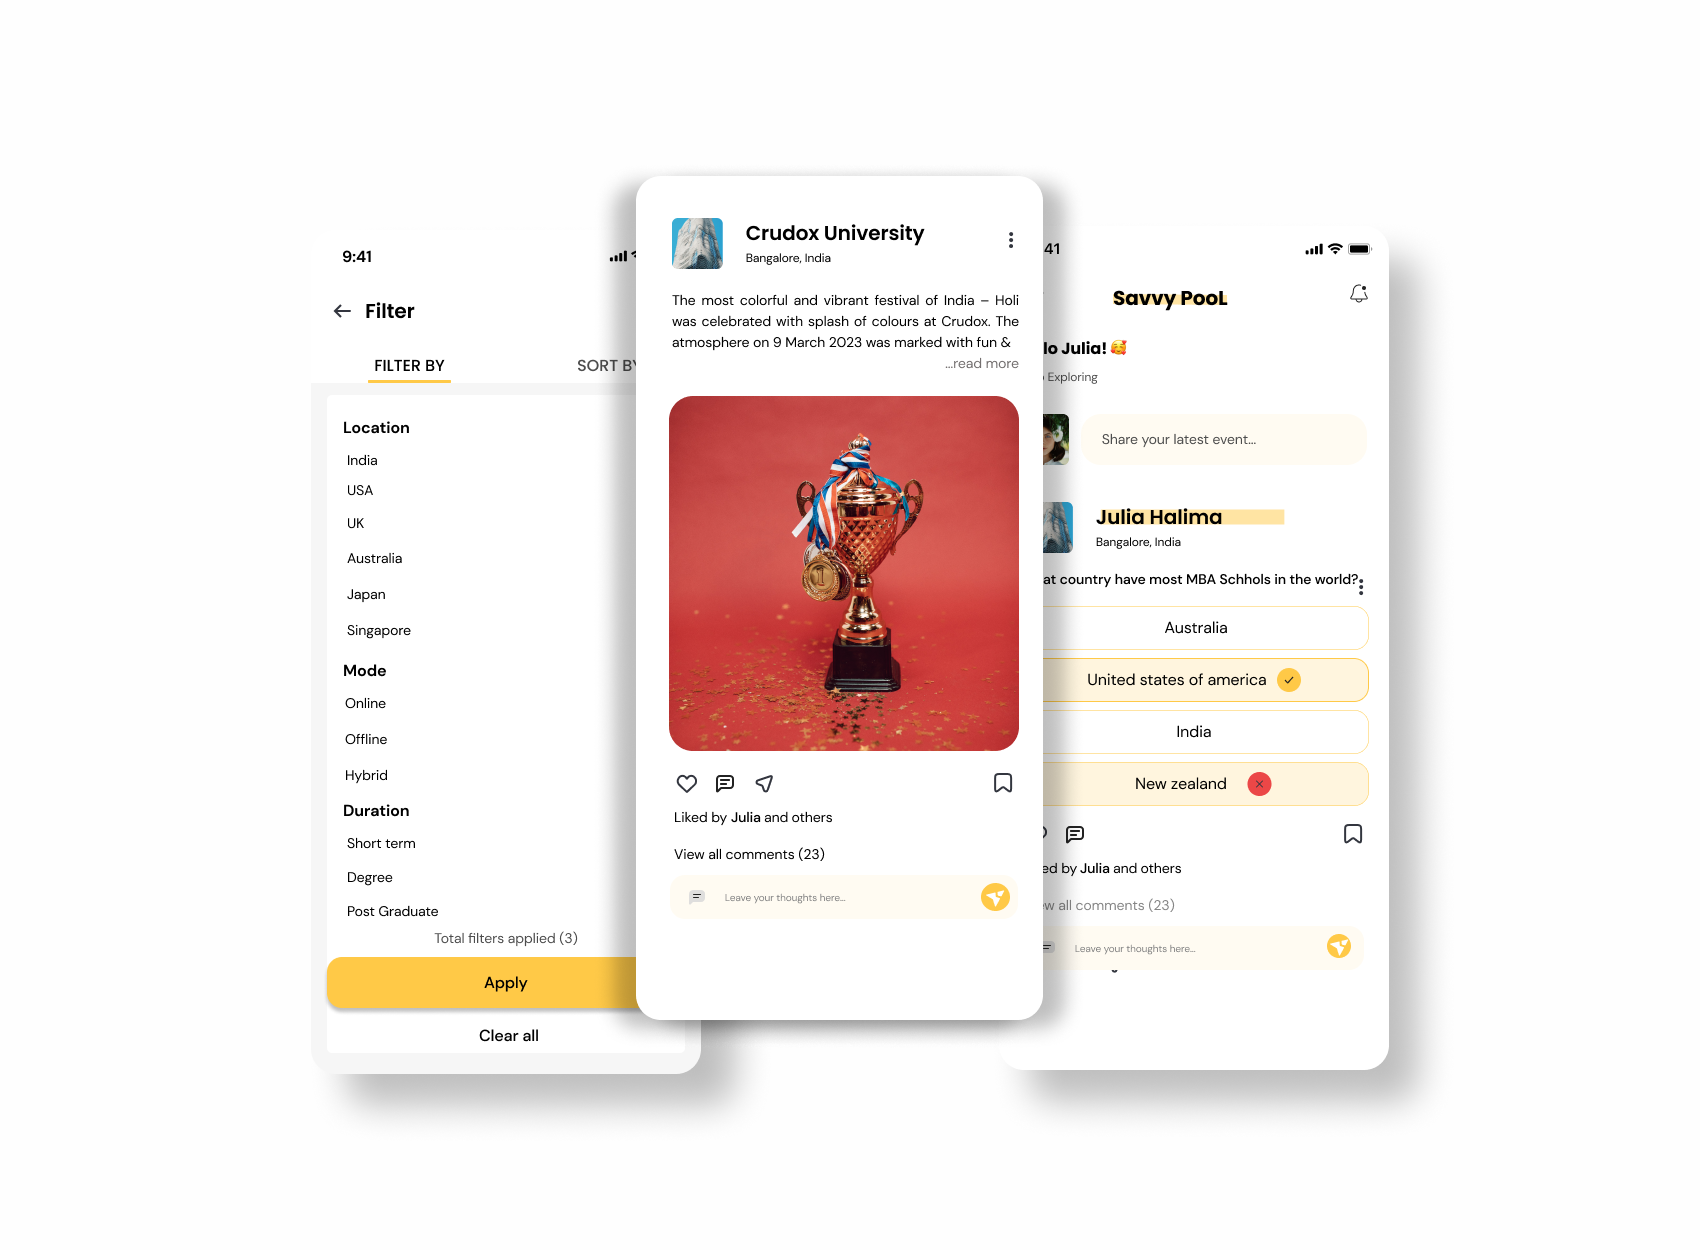 9:41
Filter
FILTER BY
SORT BY
Location
India
USA
UK
Australia
Japan
Singapore
Mode
Online
Offline
Hybrid
Duration
Short term
Degree
Post Graduate
Total filters applied (3)
Apply
Clear all
Crudox University
Bangalore, India
The most colorful and vibrant festival of India – Holi
was celebrated with splash of colours at Crudox. The
atmosphere on 9 March 2023 was marked with fun &
...read more
1
Liked by Julia and others
View all comments (23)
Leave your thoughts here...
41
Savvy PooL
lo Julia! 🥰
Exploring
Share your latest event...
Julia Halima
Bangalore, India
at country have most MBA Schhols in the world?
Australia
United states of america
India
New zealand
ed by Julia and others
w all comments (23)
Leave your thoughts here...